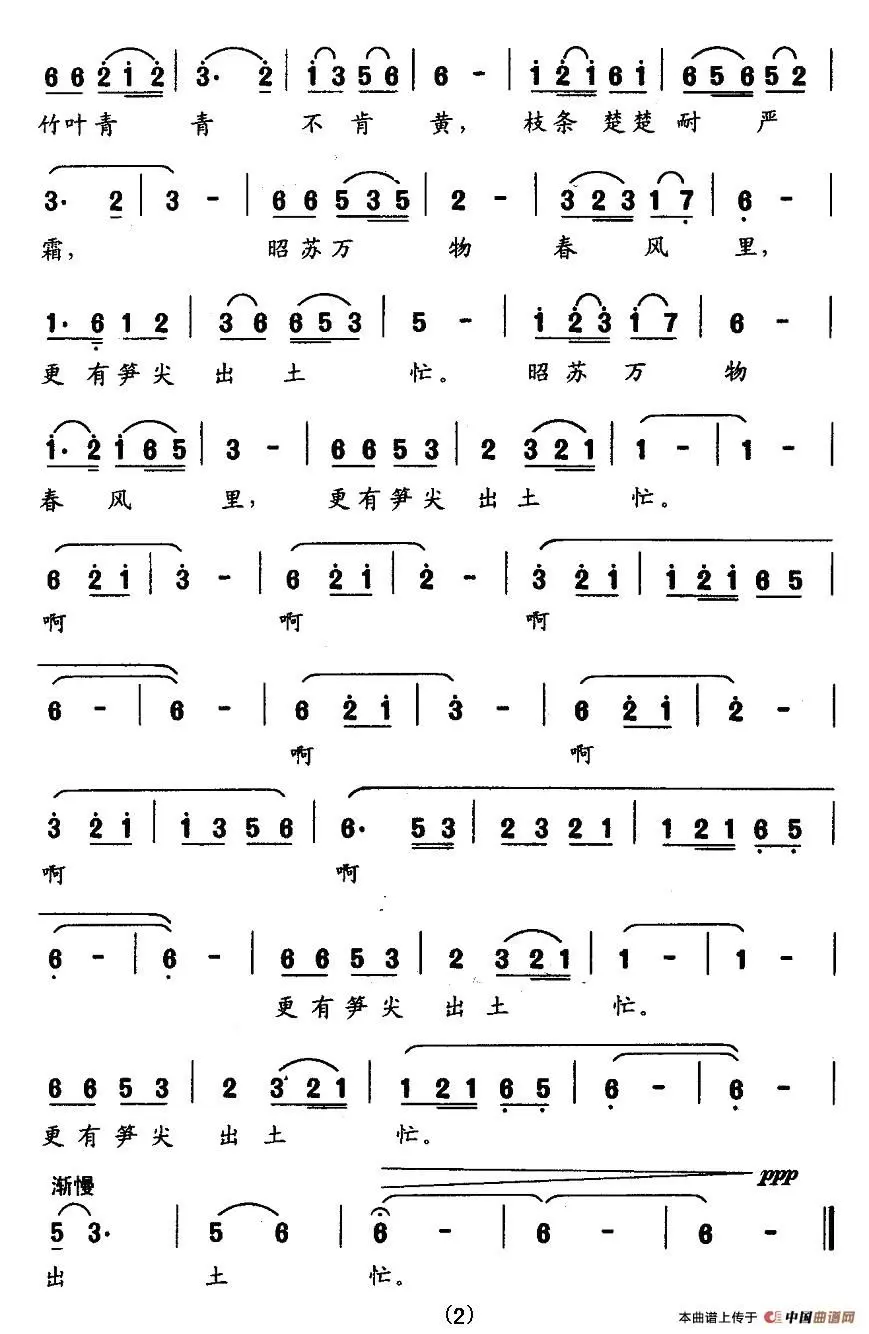 6 6 2̇ 1̇ 2̇ | 3̇· 2̇ | 1̇ 3 5 6 | 6 - | 1̇ 2̇ 1̇ 6 1̇ | 6 5 6 5 2 |
竹叶青 青 不 肯 黄, 枝条 楚楚 耐 严
3· 2 | 3 - | 6 6 5 3 5 | 2 - | 3 2 3 1 7̣ | 6̣ - |
霜, 昭苏万 物 春 风 里,
1· 6̣ 1 2 | 3 6 6 5 3 | 5 - | 1̇ 2̇ 3̇ 1̇ 7 | 6 - |
更 有笋尖 出 土 忙。 昭苏 万 物
1̇· 2̇ 1̇ 6 5 | 3 - | 6 6 5 3 | 2 3 2 1 | 1 - | 1 - |
春 风 里, 更有笋尖 出 土 忙。
6 2̇ 1̇ | 3̇ - | 6 2̇ 1̇ | 2̇ - | 3̇ 2̇ 1̇ | 1̇ 2̇ 1̇ 6 5 |
啊 啊 啊
6 - | 6 - | 6 2̇ 1̇ | 3̇ - | 6 2̇ 1̇ | 2̇ - |
啊 啊
3̇ 2̇ 1̇ | 1̇ 3 5 6 | 6· 5 3 | 2 3 2 1 | 1 2 1 6̣ 5̣ |
啊 啊
6̣ - | 6̣ - | 6 6 5 3 | 2 3 2 1 | 1 - | 1 - |
更有笋尖 出 土 忙。
6 6 5 3 | 2 3 2 1 | 1 2 1 6̣ 5̣ | 6̣ - | 6̣ - |
更有笋尖 出 土 忙。
渐慢 ppp
5 3· | 5 6 | 6 - | 6 - | 6 - ‖
出 土 忙。
(2)
本曲谱上传于 中国曲谱网